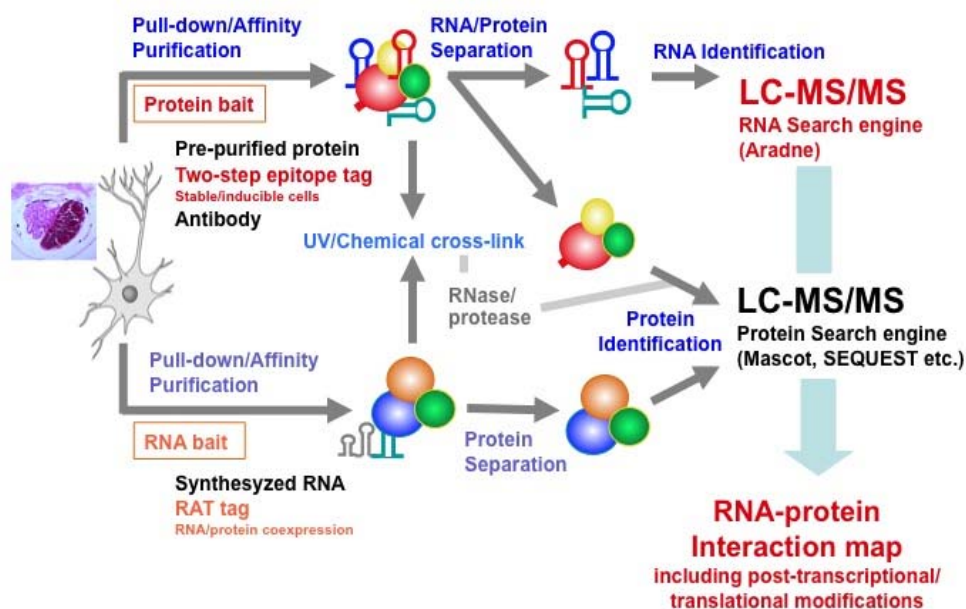 Pull-down/Affinity
Purification
RNA/Protein
Separation
RNA Identification
Protein bait
LC-MS/MS
RNA Search engine
(Aradne)
Pre-purified protein
Two-step epitope tag
Stable/inducible cells
Antibody
UV/Chemical cross-link
RNase/
protease
LC-MS/MS
Protein Search engine
(Mascot, SEQUEST etc.)
Protein
Identification
Pull-down/Affinity
Purification
RNA bait
Protein
Separation
Synthesyzed RNA
RAT tag
RNA/protein coexpression
RNA-protein
Interaction map
including post-transcriptional/
translational modifications